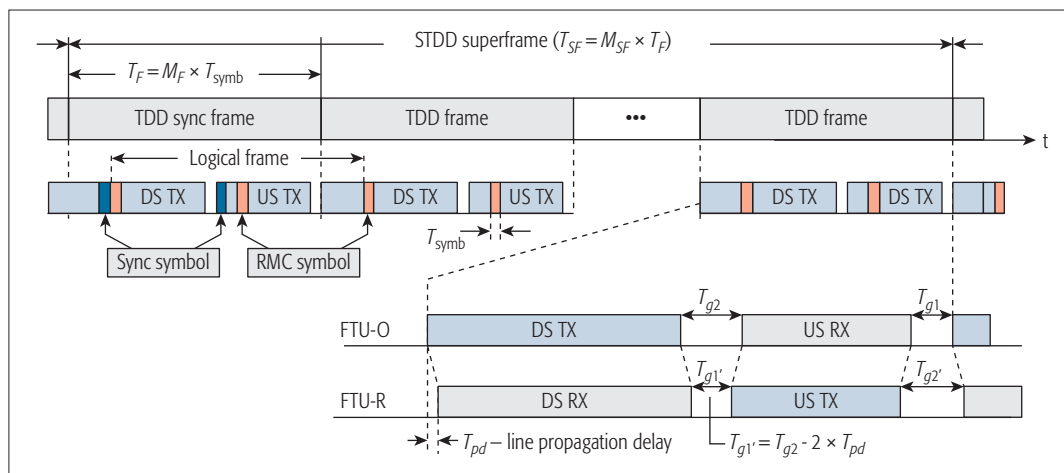 STDD superframe (T_SF = M_SF × T_F)
T_F = M_F × T_symb
TDD sync frame
TDD frame
•••
TDD frame
t
Logical frame
DS TX
US TX
DS TX
US TX
DS TX
DS TX
T_symb
Sync symbol
RMC symbol
T_g2
T_g1
FTU-O
DS TX
US RX
T_g1'
T_g2'
FTU-R
DS RX
US TX
T_pd – line propagation delay
T_g1' = T_g2 - 2 × T_pd